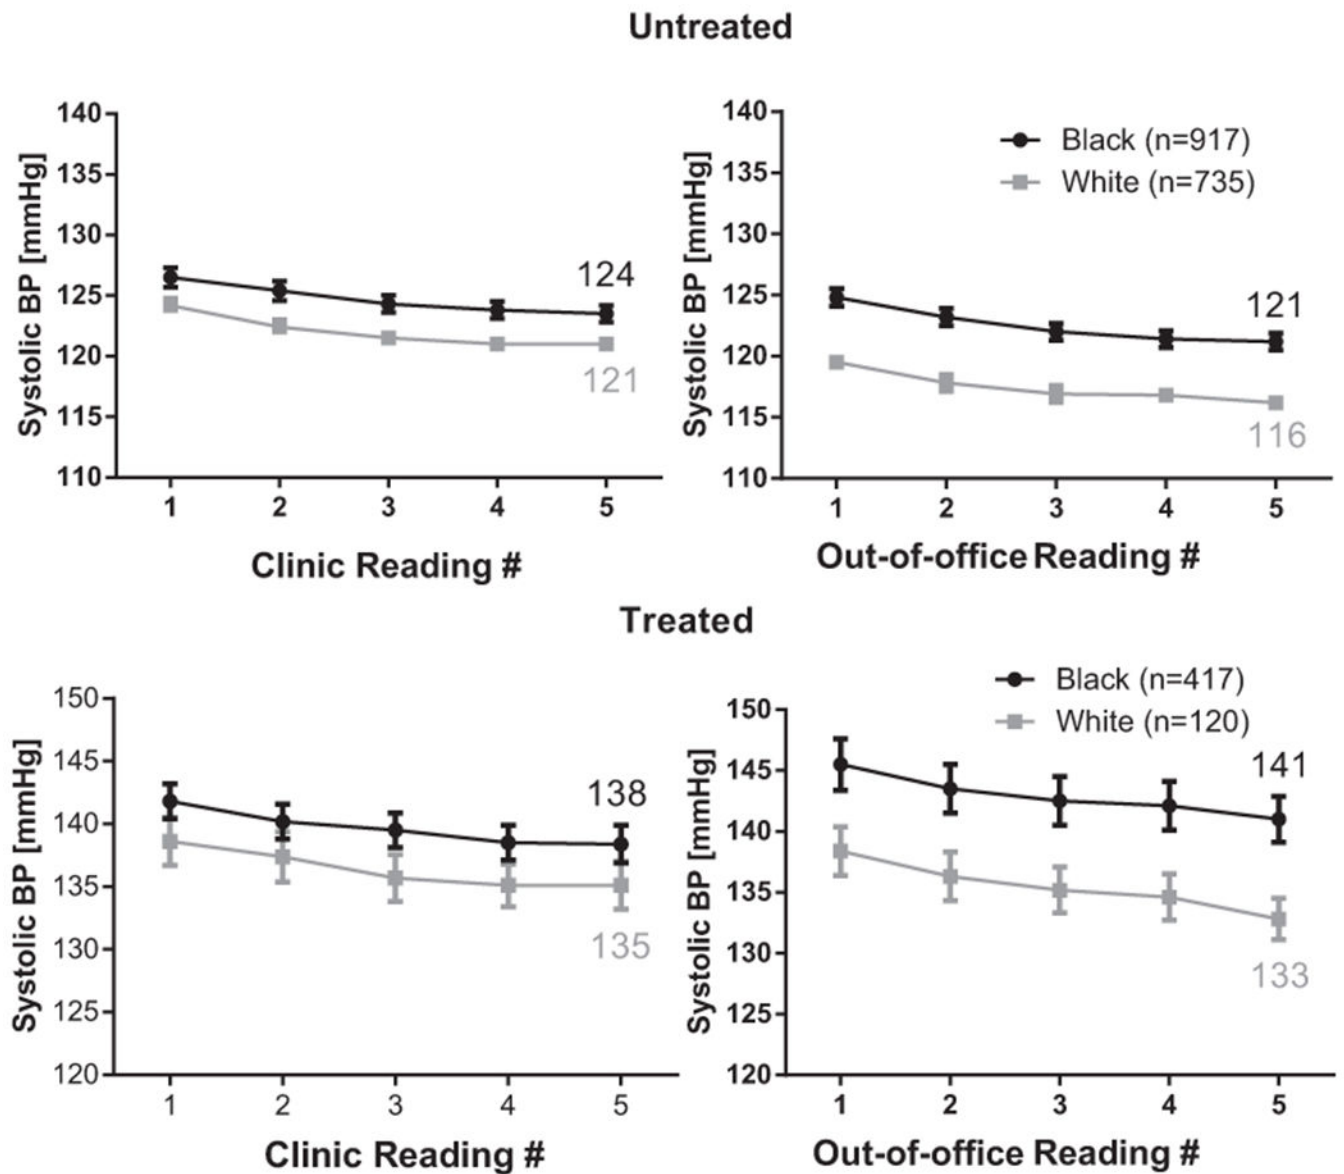 Untreated
Systolic BP [mmHg]
140
135
130
125
120
115
110
124
121
1 2 3 4 5
Clinic Reading #
Systolic BP [mmHg]
140
135
130
125
120
115
110
Black (n=917)
White (n=735)
121
116
1 2 3 4 5
Out-of-office Reading #
Treated
Systolic BP [mmHg]
150
145
140
135
130
125
120
138
135
1 2 3 4 5
Clinic Reading #
Systolic BP [mmHg]
150
145
140
135
130
125
120
Black (n=417)
White (n=120)
141
133
1 2 3 4 5
Out-of-office Reading #